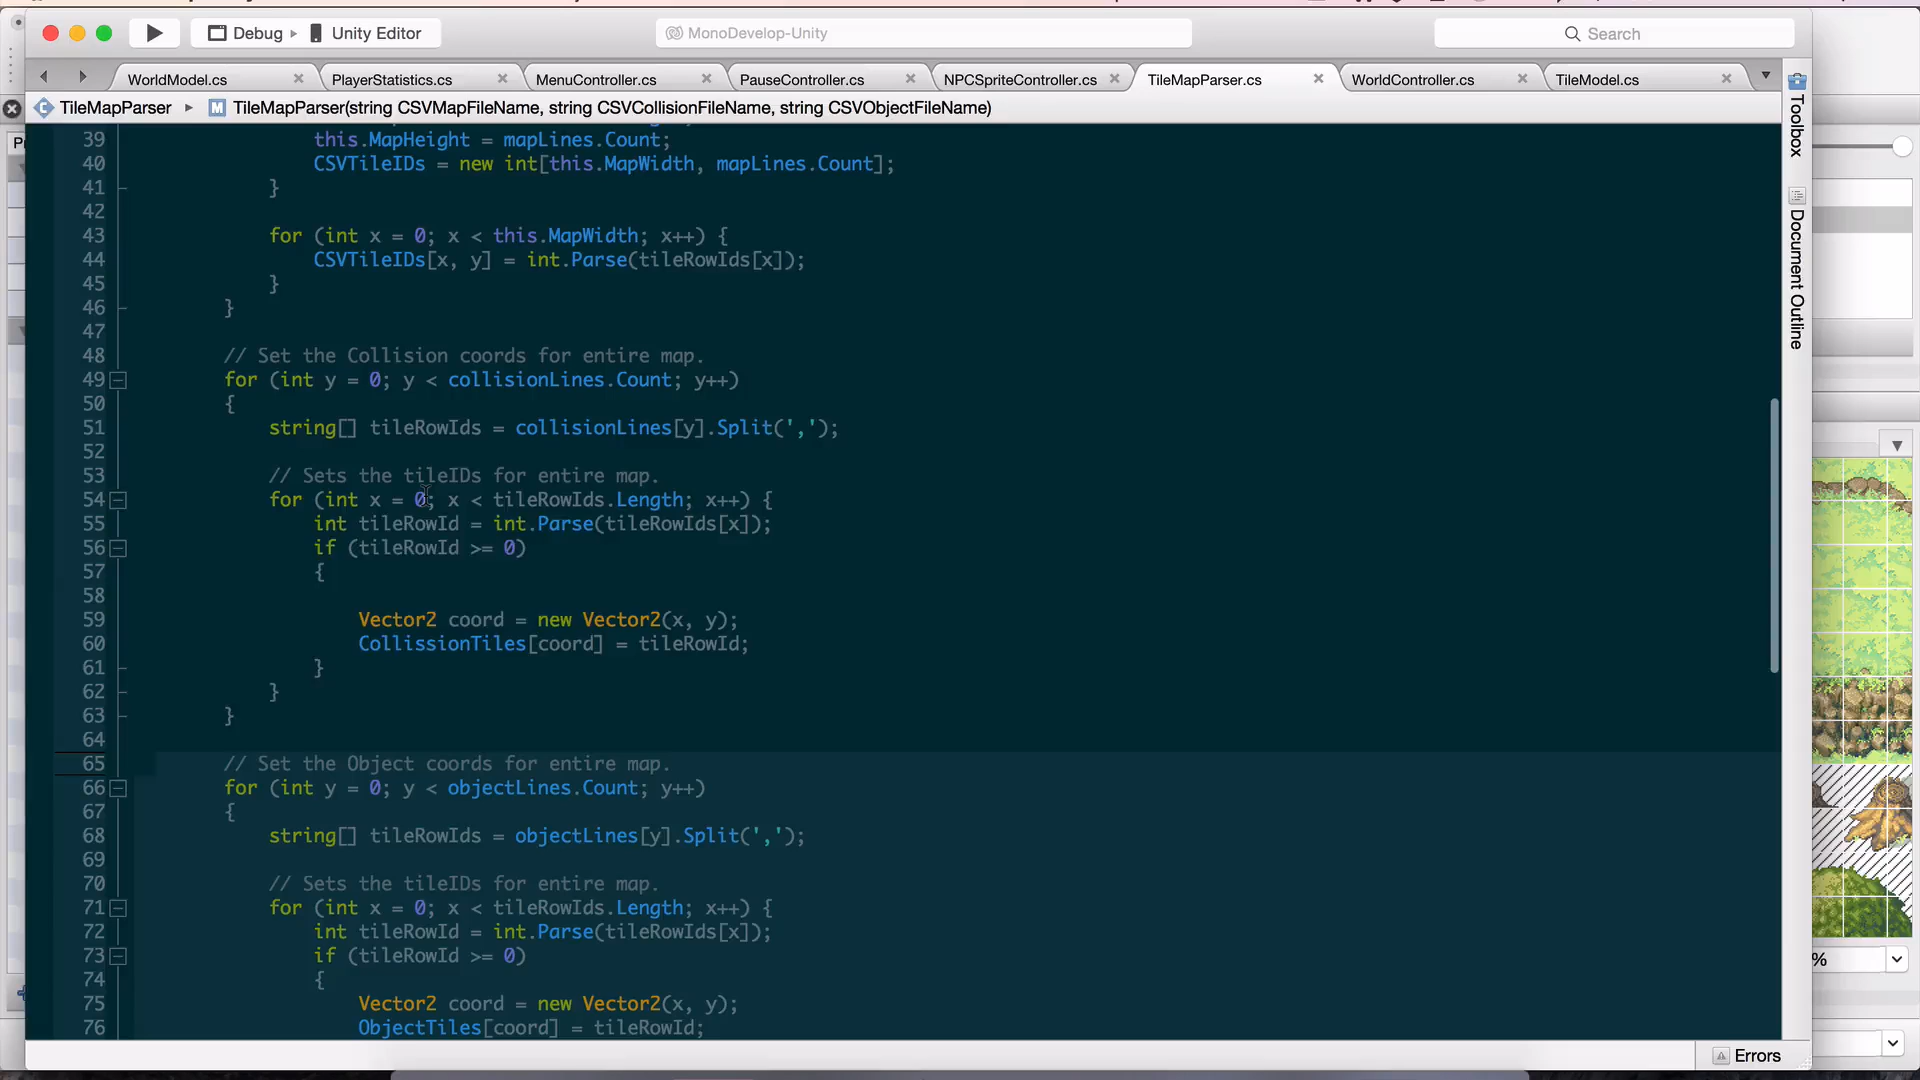 Debug Unity Editor MonoDevelop-Unity Search
WorldModel.cs PlayerStatistics.cs MenuController.cs PauseController.cs NPCSpriteController.cs TileMapParser.cs WorldController.cs TileModel.cs
TileMapParser TileMapParser(string CSVMapFileName, string CSVCollisionFileName, string CSVObjectFileName)
39 this.MapHeight = mapLines.Count;
40 CSVTileIDs = new int[this.MapWidth, mapLines.Count];
41 }
42
43 for (int x = 0; x < this.MapWidth; x++) {
44 CSVTileIDs[x, y] = int.Parse(tileRowIds[x]);
45 }
46 }
47
48 // Set the Collision coords for entire map.
49 for (int y = 0; y < collisionLines.Count; y++)
50 {
51 string[] tileRowIds = collisionLines[y].Split(',');
52
53 // Sets the tileIDs for entire map.
54 for (int x = 0; x < tileRowIds.Length; x++) {
55 int tileRowId = int.Parse(tileRowIds[x]);
56 if (tileRowId >= 0)
57 {
58
59 Vector2 coord = new Vector2(x, y);
60 CollissionTiles[coord] = tileRowId;
61 }
62 }
63 }
64
65 // Set the Object coords for entire map.
66 for (int y = 0; y < objectLines.Count; y++)
67 {
68 string[] tileRowIds = objectLines[y].Split(',');
69
70 // Sets the tileIDs for entire map.
71 for (int x = 0; x < tileRowIds.Length; x++) {
72 int tileRowId = int.Parse(tileRowIds[x]);
73 if (tileRowId >= 0)
74 {
75 Vector2 coord = new Vector2(x, y);
76 ObjectTiles[coord] = tileRowId;
Errors
Toolbox
Document Outline
%